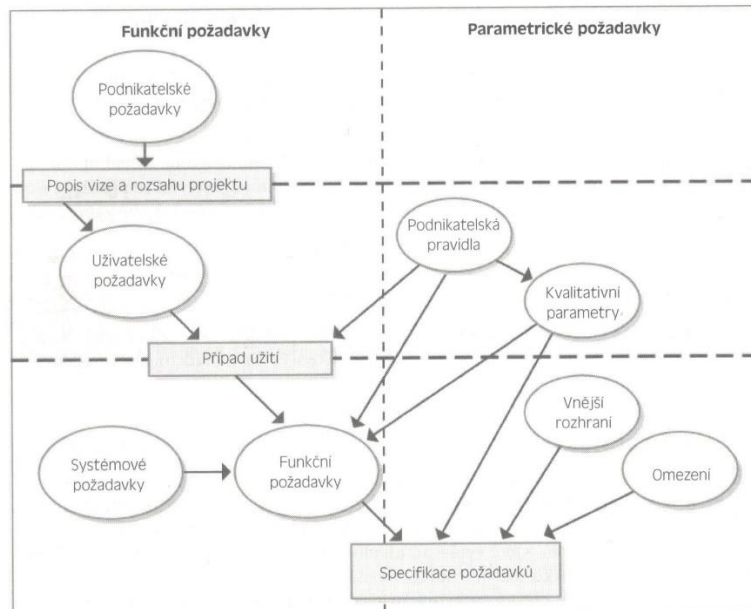 Funkční požadavky
Parametrické požadavky
Podnikatelské
požadavky
Popis vize a rozsahu projektu
Podnikatelská
pravidla
Uživatelské
požadavky
Kvalitativní
parametry
Případ užití
Vnější
rozhraní
Systémové
požadavky
Funkční
požadavky
Omezení
Specifikace požadavků